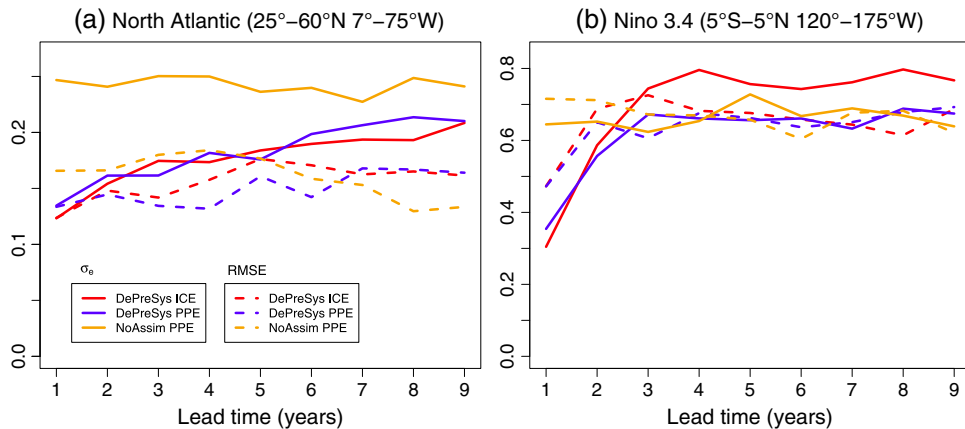 (a) North Atlantic (25°−60°N 7°−75°W)
0.0
0.1
0.2
1 2 3 4 5 6 7 8 9
Lead time (years)
σe
DePreSys ICE
DePreSys PPE
NoAssim PPE
RMSE
DePreSys ICE
DePreSys PPE
NoAssim PPE
(b) Nino 3.4 (5°S−5°N 120°−175°W)
0.0
0.2
0.4
0.6
0.8
1 2 3 4 5 6 7 8 9
Lead time (years)